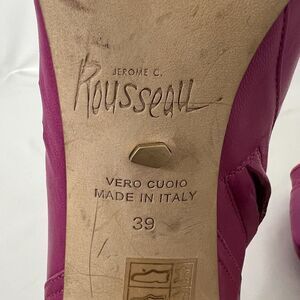 JEROME C.
Rousseau
VERO CUOIO
MADE IN ITALY
39